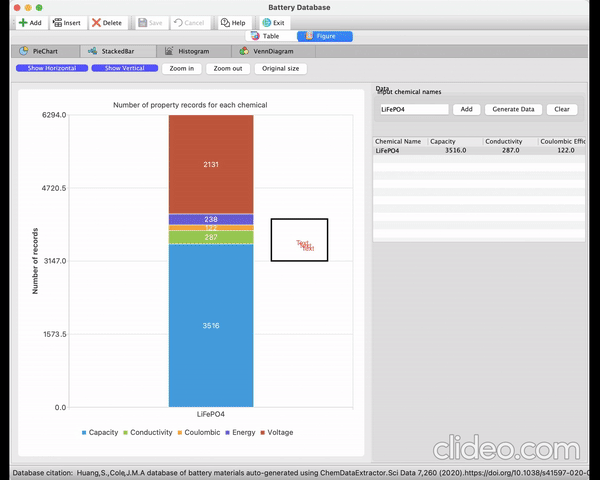 Battery Database
Add Insert Delete Save Cancel Help Exit
Table Figure
PieChart StackedBar Histogram VennDiagram
Show Horizontal Show Vertical Zoom in Zoom out Original size
Data
Input chemical names
LiFePO4 Add Generate Data Clear
Chemical Name Capacity Conductivity Coulombic Effic
LiFePO4 3516.0 287.0 122.0
Number of property records for each chemical
6294.0
4720.5
3147.0
1573.5
0.0
Number of records
2131
238
122
287
3516
Text
Text
LiFePO4
Capacity Conductivity Coulombic Energy Voltage
clideo.com
Database citation: Huang,S.,Cole,J.M.A database of battery materials auto-generated using ChemDataExtractor.Sci Data 7,260 (2020).https://doi.org/10.1038/s41597-020-0